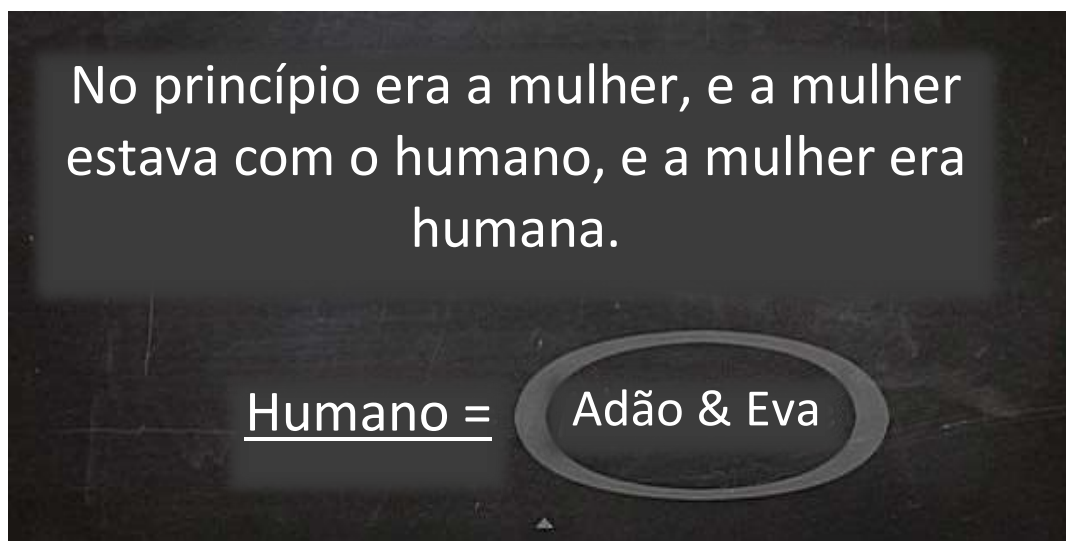 No princípio era a mulher, e a mulher
estava com o humano, e a mulher era
humana.
Humano =
Adão & Eva